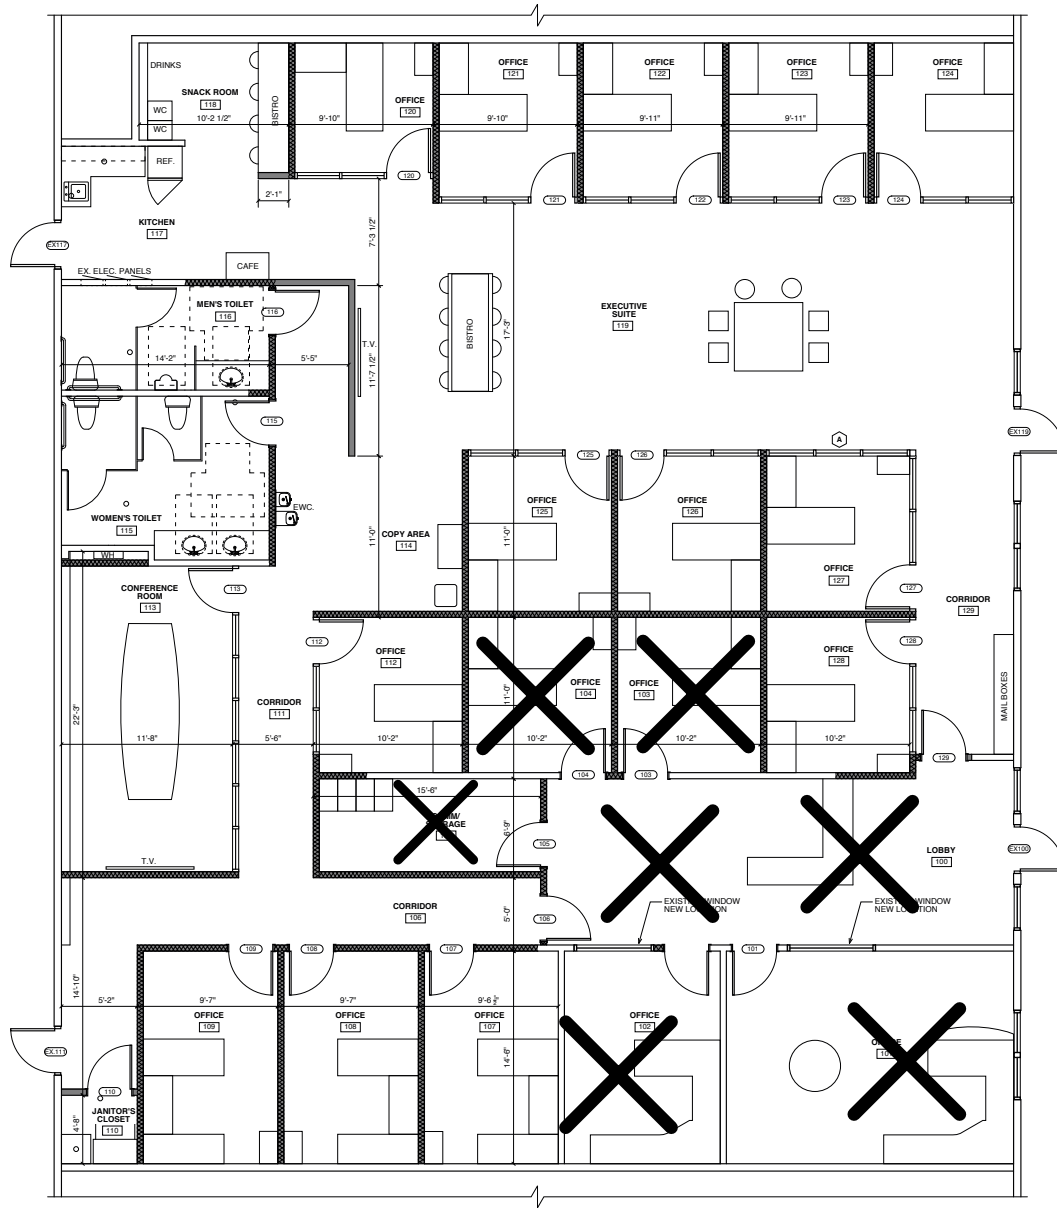 DRINKS
SNACK ROOM
118
10'-2 1/2"
WC
WC
REF.
BISTRO
2'-1"
9'-10"
OFFICE
120
120
OFFICE
121
9'-10"
121
OFFICE
122
9'-11"
122
OFFICE
123
9'-11"
123
OFFICE
124
124
KITCHEN
117
EX117
CAFE
EX. ELEC. PANELS
7'-3 1/2"
MEN'S TOILET
116
116
14'-2"
5'-5"
T.V.
11'-7 1/2"
BISTRO
17'-3"
EXECUTIVE
SUITE
119
EX119
A
115
WOMEN'S TOILET
115
EWC.
WH
COPY AREA
114
11'-0"
125
126
OFFICE
125
11'-0"
OFFICE
126
OFFICE
127
127
CORRIDOR
129
CONFERENCE
ROOM
113
113
112
OFFICE
112
OFFICE
104
OFFICE
103
OFFICE
128
128
11'-0"
MAIL BOXES
22'-3"
CORRIDOR
111
11'-8"
5'-6"
10'-2"
10'-2"
10'-2"
10'-2"
104
103
129
15'-6"
6'-9"
105
T.V.
LOBBY
100
EX100
CORRIDOR
106
106
5'-0"
EXISTING WINDOW
NEW LOCATION
EXISTING WINDOW
NEW LOCATION
109
108
107
101
14'-10"
5'-2"
9'-7"
9'-7"
9'-6 1/2"
OFFICE
109
OFFICE
108
OFFICE
107
OFFICE
102
14'-6"
EX.111
110
JANITOR'S
CLOSET
110
4'-8"